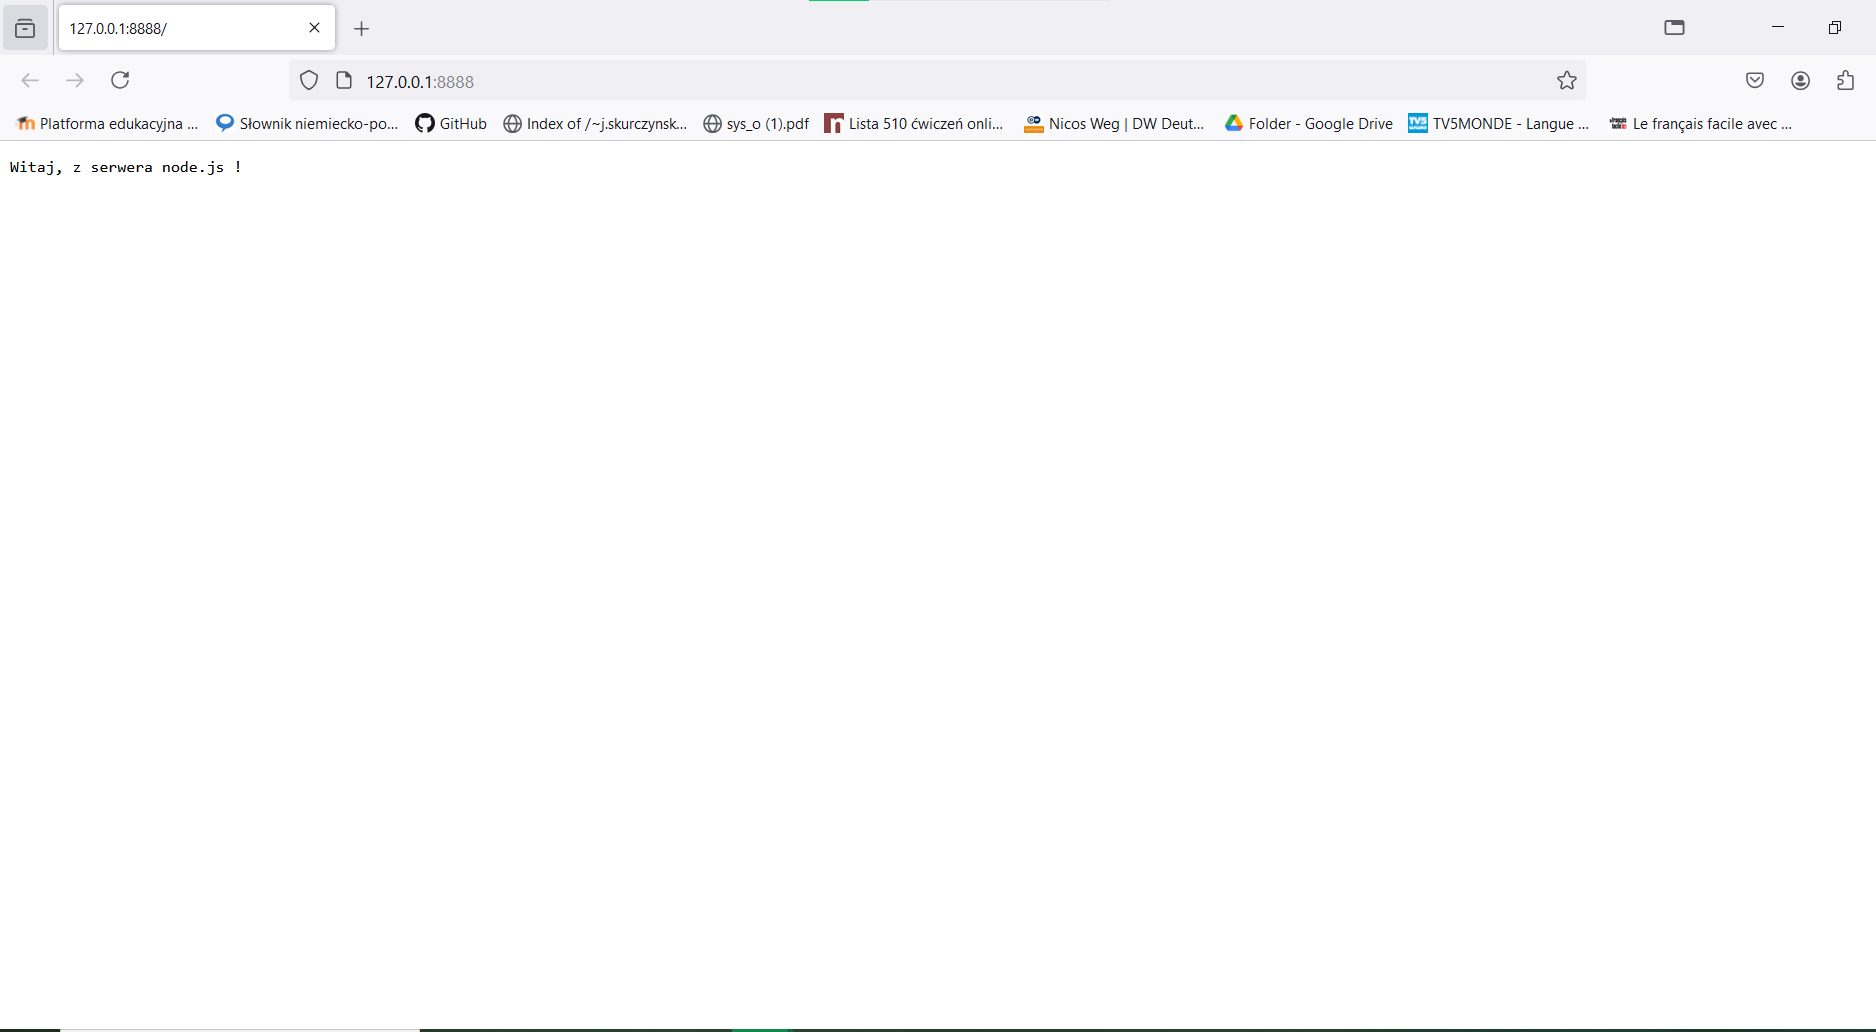 127.0.0.1:8888/
127.0.0.1:8888
Platforma edukacyjna ... Słownik niemiecko-po... GitHub Index of /~j.skurczynsk... sys_o (1).pdf Lista 510 ćwiczeń onli... Nicos Weg | DW Deut... Folder - Google Drive TV5MONDE - Langue ... Le français facile avec ...
Witaj, z serwera node.js !